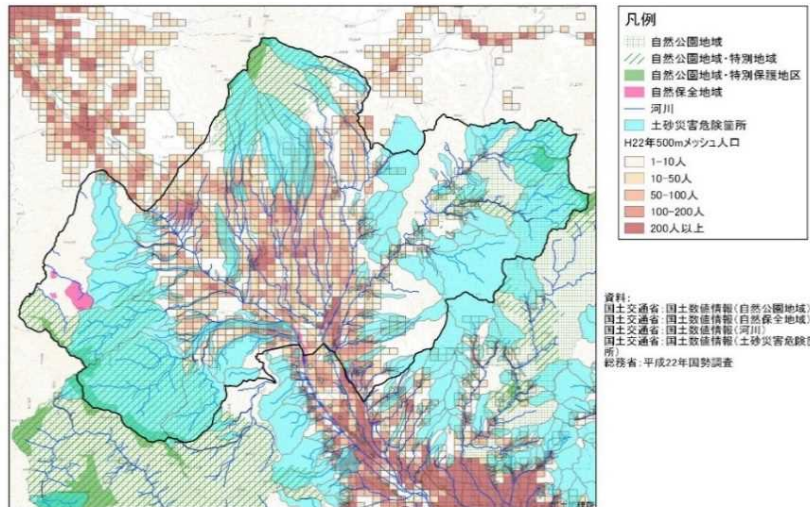 凡例
自然公園地域
自然公園地域・特別地域
自然公園地域・特別保護地区
自然保全地域
河川
土砂災害危険箇所
H22年500mメッシュ人口
1-10人
10-50人
50-100人
100-200人
200人以上
資料：
国土交通省：国土数値情報（自然公園地域）
国土交通省：国土数値情報（自然保全地域）
国土交通省：国土数値情報（河川）
国土交通省：国土数値情報（土砂災害危険箇
所）
総務省：平成22年国勢調査